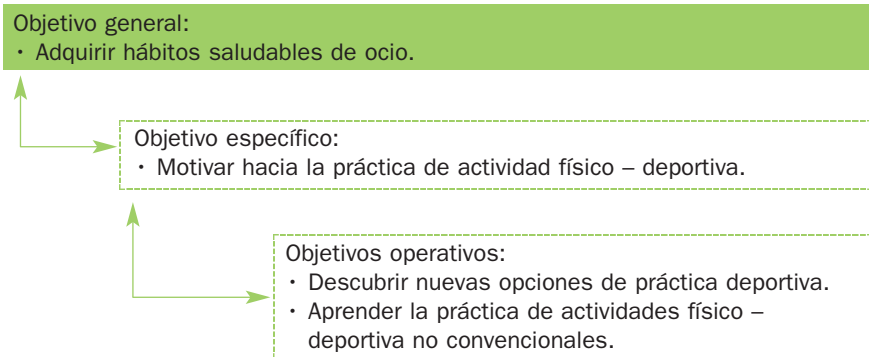 Objetivo general:
· Adquirir hábitos saludables de ocio.
Objetivo específico:
· Motivar hacia la práctica de actividad físico – deportiva.
Objetivos operativos:
· Descubrir nuevas opciones de práctica deportiva.
· Aprender la práctica de actividades físico –
deportiva no convencionales.